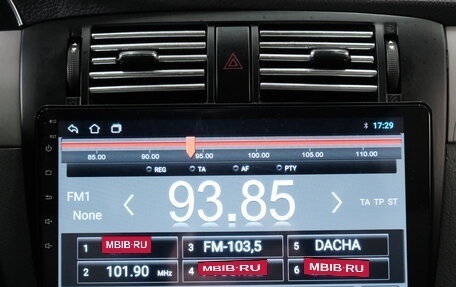 MIC
17:29
RST
85.00 90.00 95.00 100.00 105.00 110.00
REG TA AF PTY
FM1 93.85 TA TP ST
None
1 MBIB·RU 3 FM-103,5 5 DACHA
2 101.90 MHz 4 MBIB·RU 6 MBIB·RU